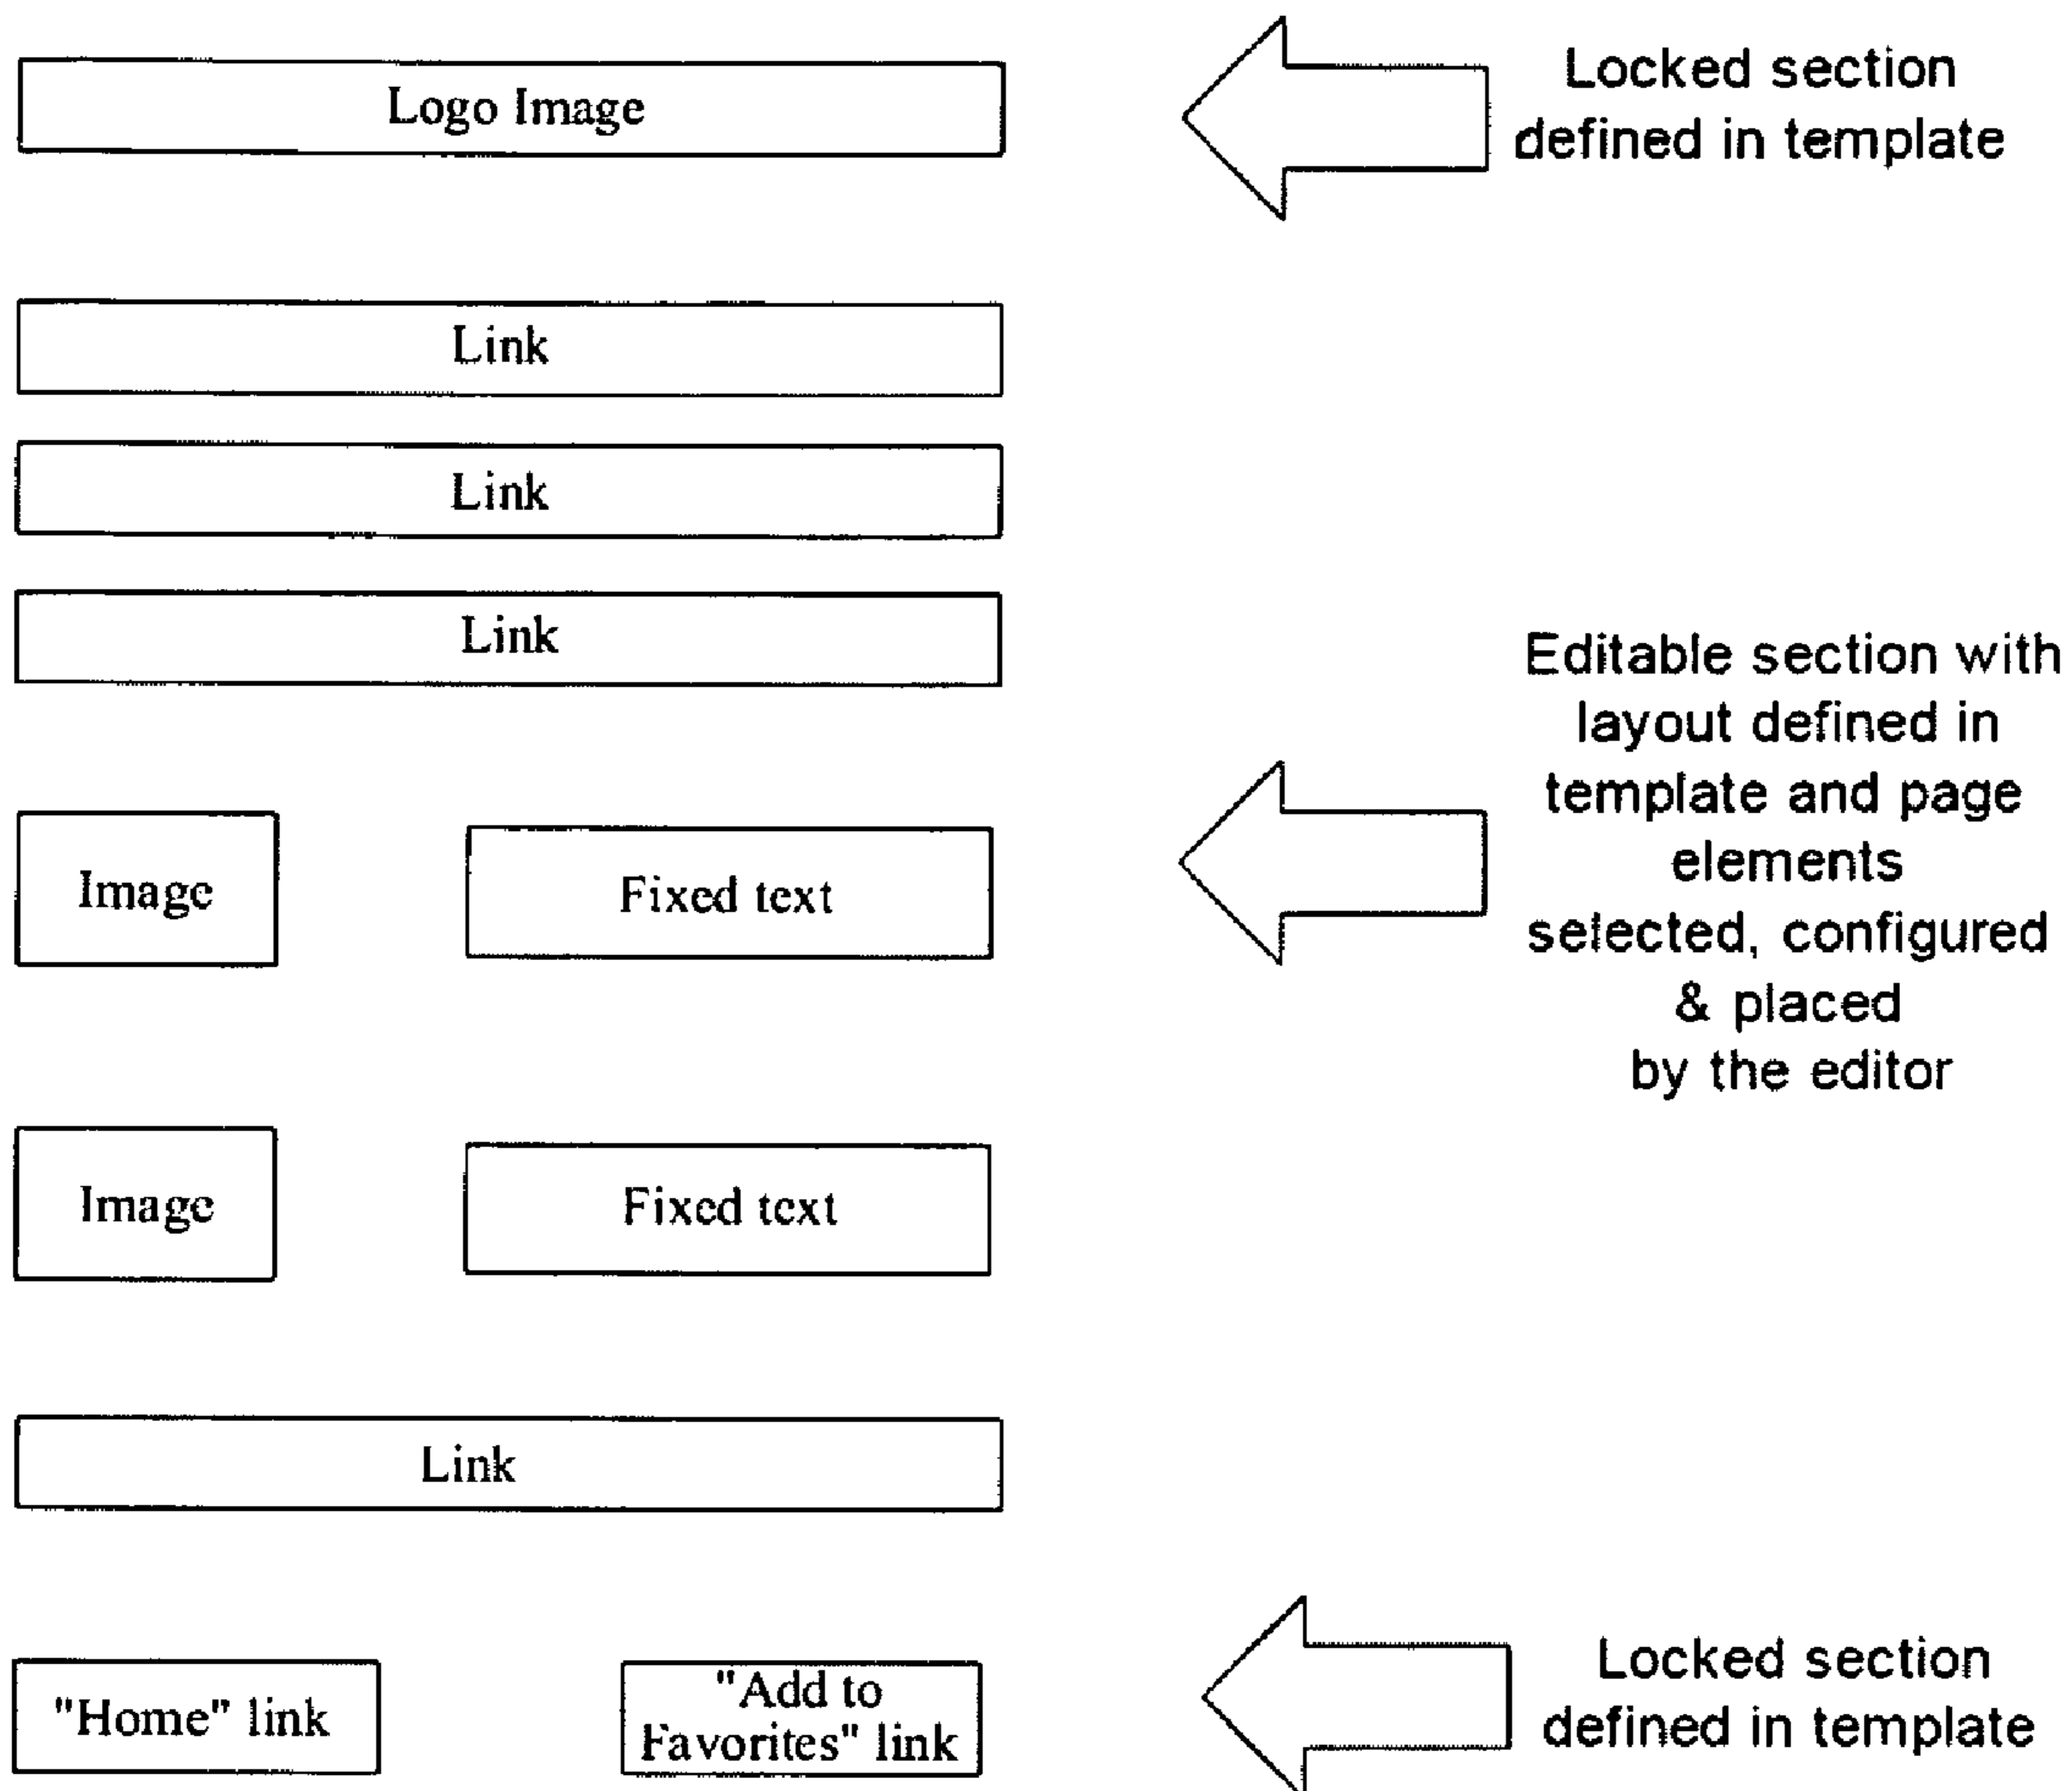 Logo Image
Locked section
defined in template
Link
Link
Link
Editable section with
layout defined in
template and page
elements
selected, configured
& placed
by the editor
Image
Fixed text
Image
Fixed text
Link
"Home" link
"Add to
Favorites" link
Locked section
defined in template